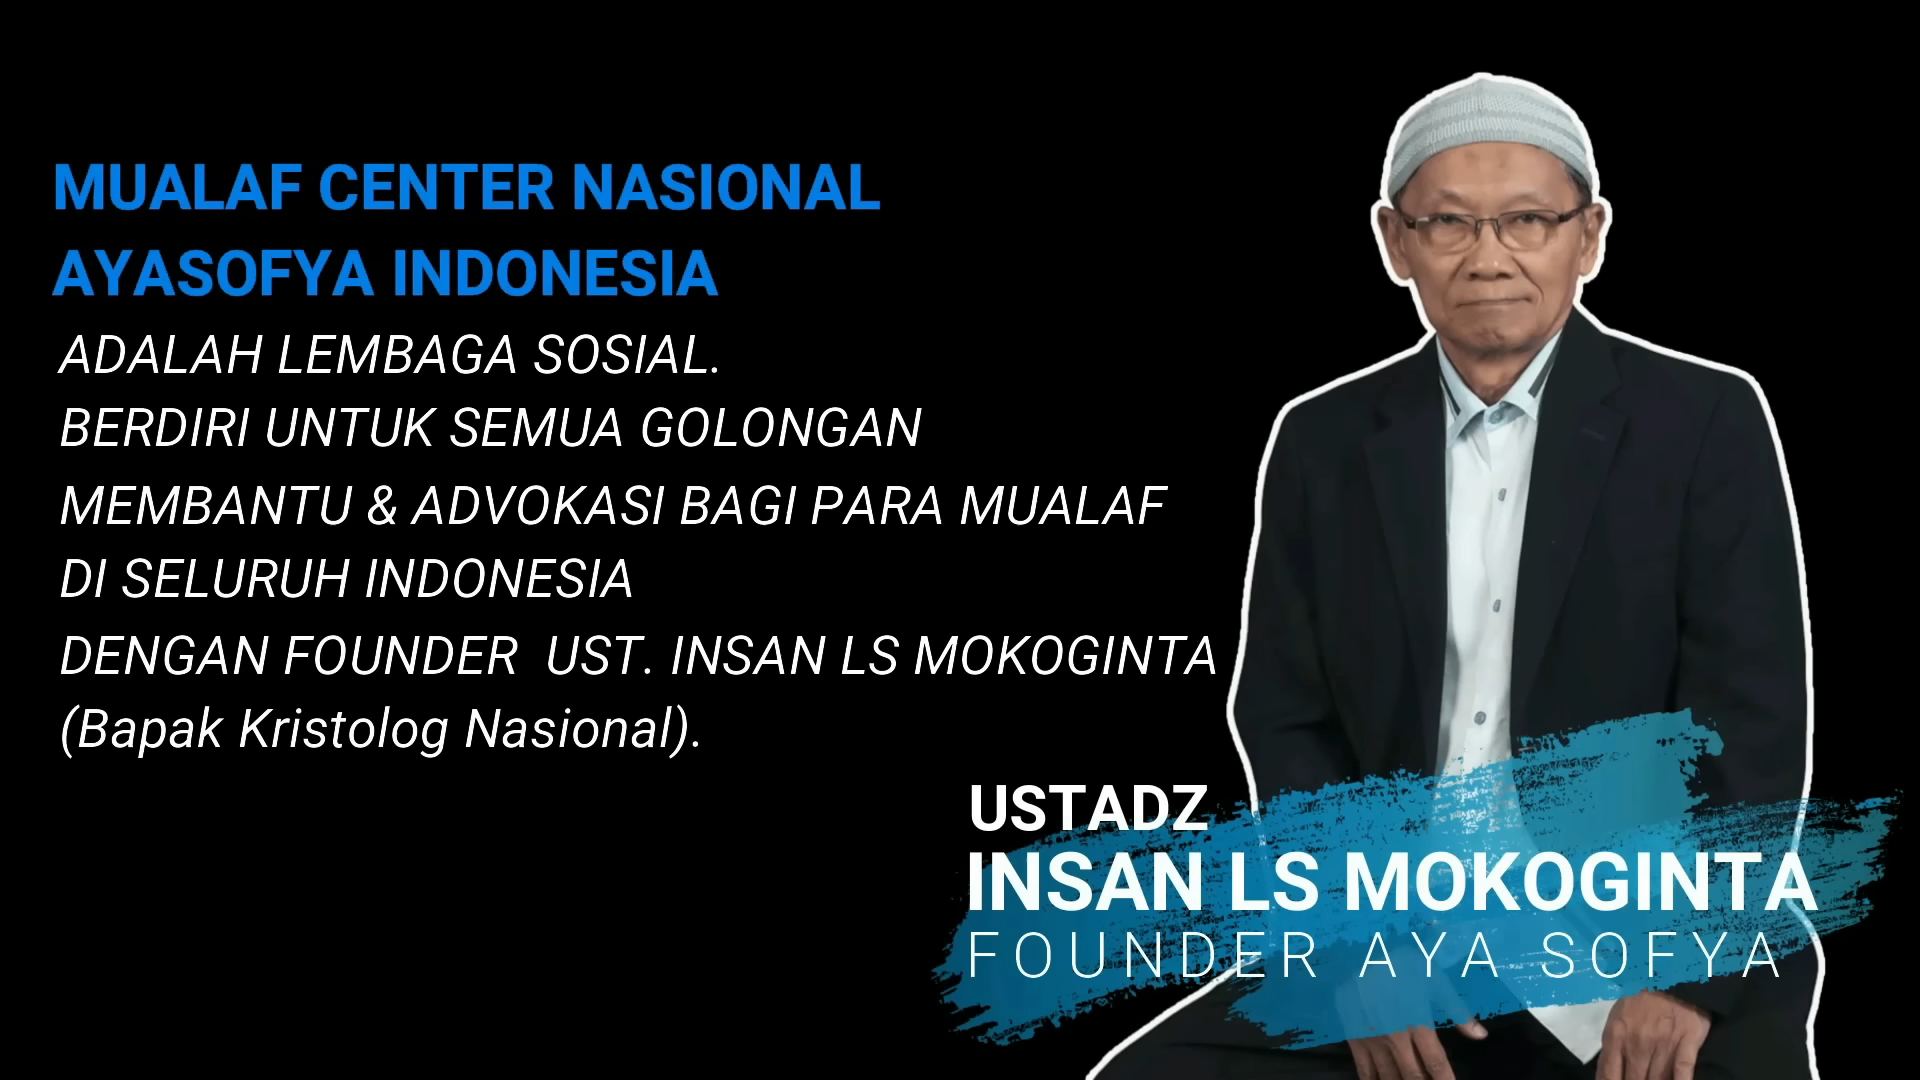 MUALAF CENTER NASIONAL
AYASOFYA INDONESIA
ADALAH LEMBAGA SOSIAL.
BERDIRI UNTUK SEMUA GOLONGAN
MEMBANTU & ADVOKASI BAGI PARA MUALAF
DI SELURUH INDONESIA
DENGAN FOUNDER UST. INSAN LS MOKOGINTA
(Bapak Kristolog Nasional).
USTADZ
INSAN LS MOKOGINTA
FOUNDER AYA SOFYA